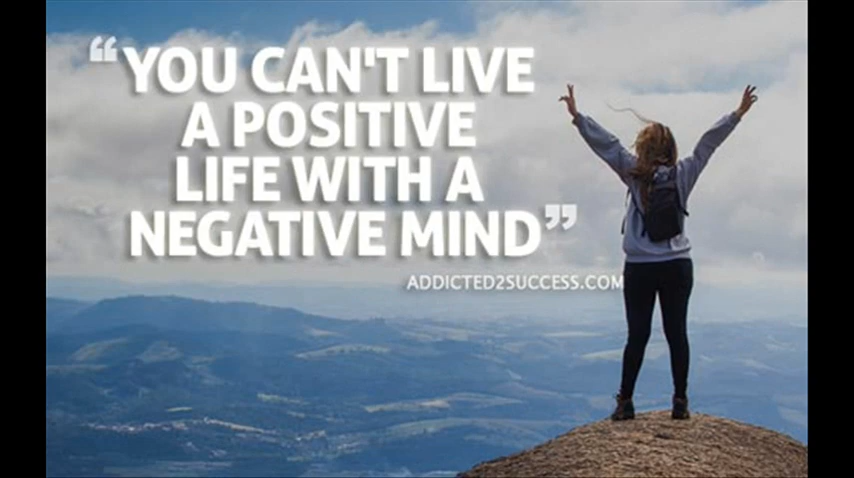 “YOU CAN'T LIVE
A POSITIVE
LIFE WITH A
NEGATIVE MIND”
ADDICTED2SUCCESS.COM